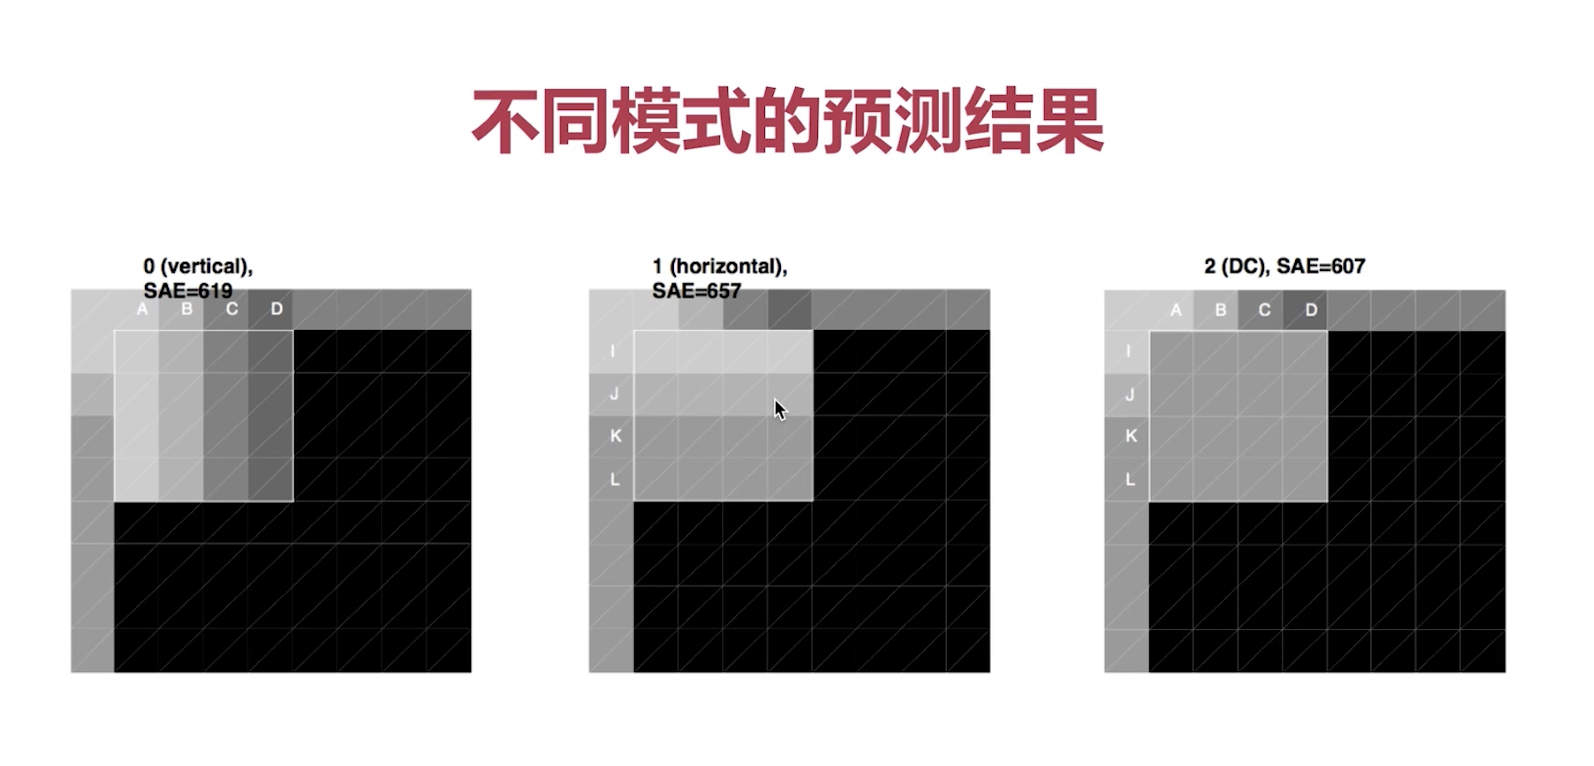 不同模式的预测结果
0 (vertical),
SAE=619
A B C D
1 (horizontal),
SAE=657
I
J
K
L
2 (DC), SAE=607
A B C D
I
J
K
L